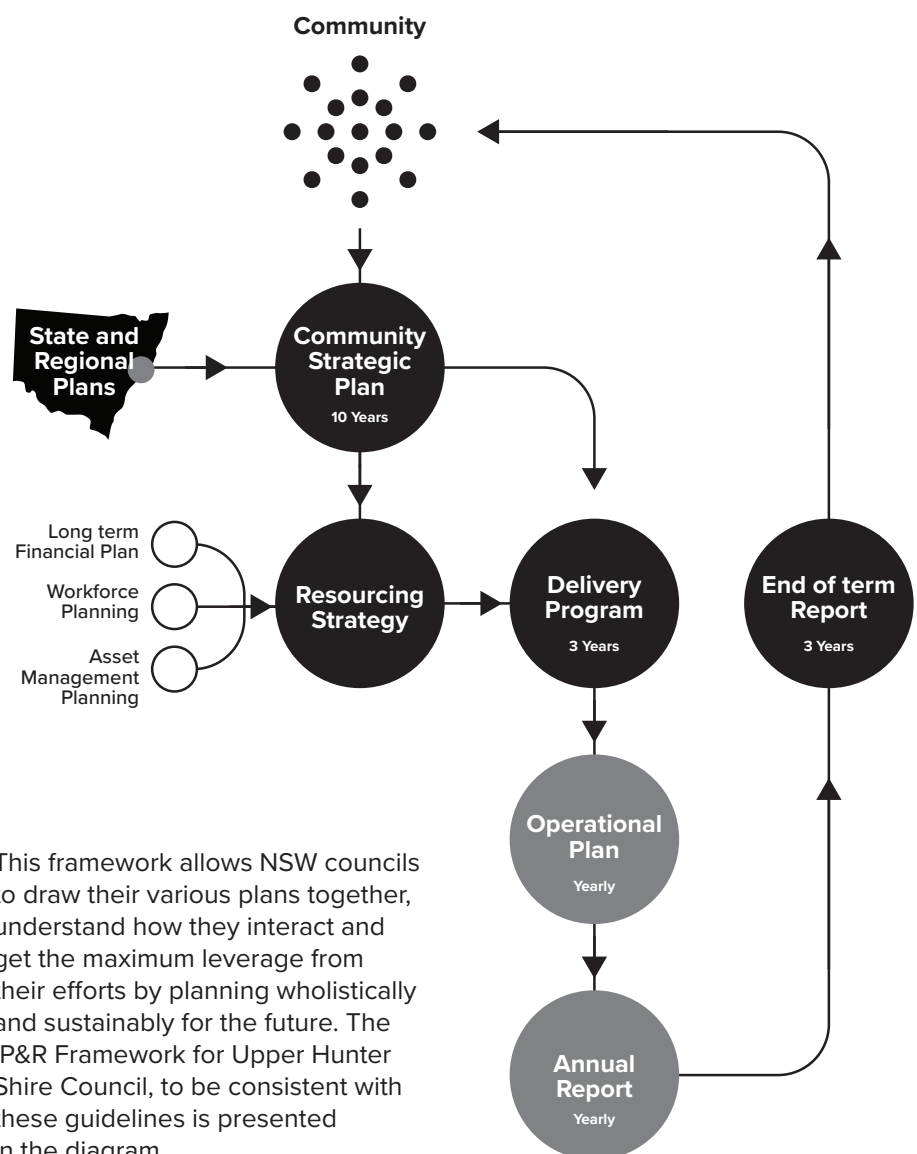 Community
State and
Regional
Plans
Community
Strategic
Plan
10 Years
Long term
Financial Plan
Workforce
Planning
Asset
Management
Planning
Resourcing
Strategy
Delivery
Program
3 Years
End of term
Report
3 Years
Operational
Plan
Yearly
Annual
Report
Yearly
This framework allows NSW councils
to draw their various plans together,
understand how they interact and
get the maximum leverage from
their efforts by planning wholistically
and sustainably for the future. The
IP&R Framework for Upper Hunter
Shire Council, to be consistent with
these guidelines is presented
in the diagram